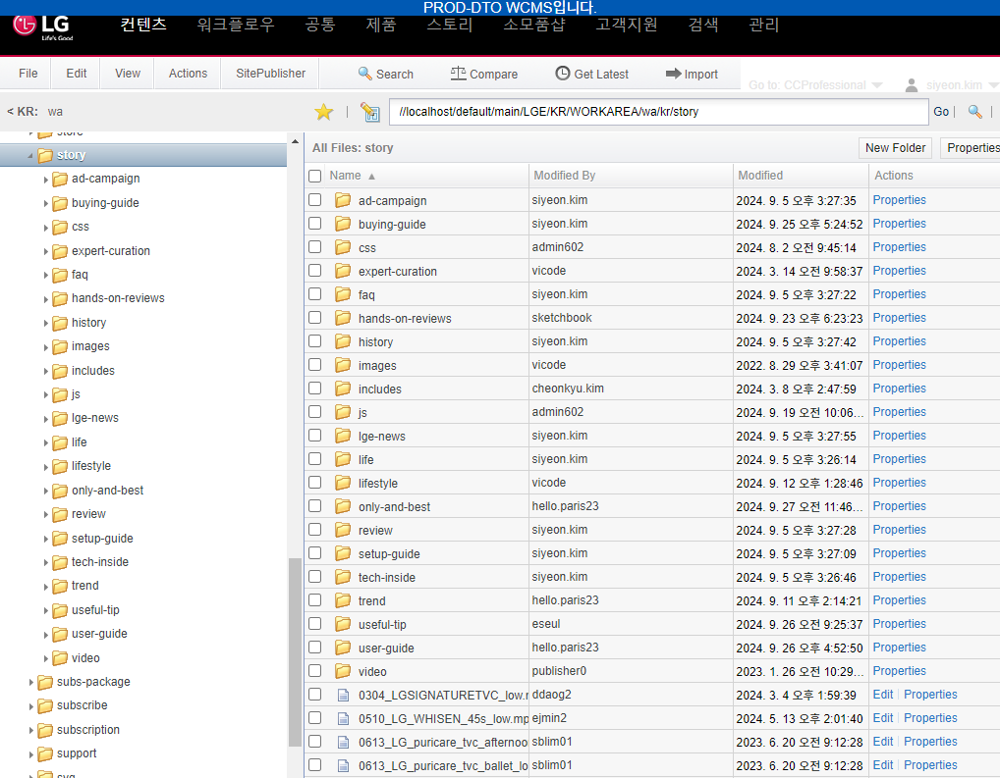 PROD-DTO WCMS입니다.
LG 컨텐츠 워크플로우 공통 제품 스토리 소모품샵 고객지원 검색 관리
Life's Good
File Edit View Actions SitePublisher Search Compare Get Latest Import
Go to: CCProfessional siyeon.kim
< KR: wa //localhost/default/main/LGE/KR/WORKAREA/wa/kr/story Go
store
story
ad-campaign
buying-guide
css
expert-curation
faq
hands-on-reviews
history
images
includes
js
lge-news
life
lifestyle
only-and-best
review
setup-guide
tech-inside
trend
useful-tip
user-guide
video
subs-package
subscribe
subscription
support
svg
All Files: story New Folder Properties
Name Modified By Modified Actions
ad-campaign siyeon.kim 2024. 9. 5 오후 3:27:35 Properties
buying-guide siyeon.kim 2024. 9. 25 오후 5:24:52 Properties
css admin602 2024. 8. 2 오전 9:45:14 Properties
expert-curation vicode 2024. 3. 14 오전 9:58:37 Properties
faq siyeon.kim 2024. 9. 5 오후 3:27:22 Properties
hands-on-reviews sketchbook 2024. 9. 23 오후 6:23:23 Properties
history siyeon.kim 2024. 9. 5 오후 3:27:42 Properties
images vicode 2022. 8. 29 오후 3:41:07 Properties
includes cheonkyu.kim 2024. 3. 8 오후 2:47:59 Properties
js admin602 2024. 9. 19 오전 10:06... Properties
lge-news siyeon.kim 2024. 9. 5 오후 3:27:55 Properties
life siyeon.kim 2024. 9. 5 오후 3:26:14 Properties
lifestyle vicode 2024. 9. 12 오후 1:28:46 Properties
only-and-best hello.paris23 2024. 9. 27 오전 11:46... Properties
review siyeon.kim 2024. 9. 5 오후 3:27:28 Properties
setup-guide siyeon.kim 2024. 9. 5 오후 3:27:09 Properties
tech-inside siyeon.kim 2024. 9. 5 오후 3:26:46 Properties
trend hello.paris23 2024. 9. 11 오후 2:14:21 Properties
useful-tip eseul 2024. 9. 26 오전 9:25:37 Properties
user-guide hello.paris23 2024. 9. 26 오후 4:52:50 Properties
video publisher0 2023. 1. 26 오전 10:29... Properties
0304_LGSIGNATURETVC_low.m ddaog2 2024. 3. 4 오후 1:59:39 Edit Properties
0510_LG_WHISEN_45s_low.mp ejmin2 2024. 5. 13 오후 2:01:40 Edit Properties
0613_LG_puricare_tvc_afternoo sblim01 2023. 6. 20 오전 9:12:28 Edit Properties
0613_LG_puricare_tvc_ballet_lo sblim01 2023. 6. 20 오전 9:12:28 Edit Properties